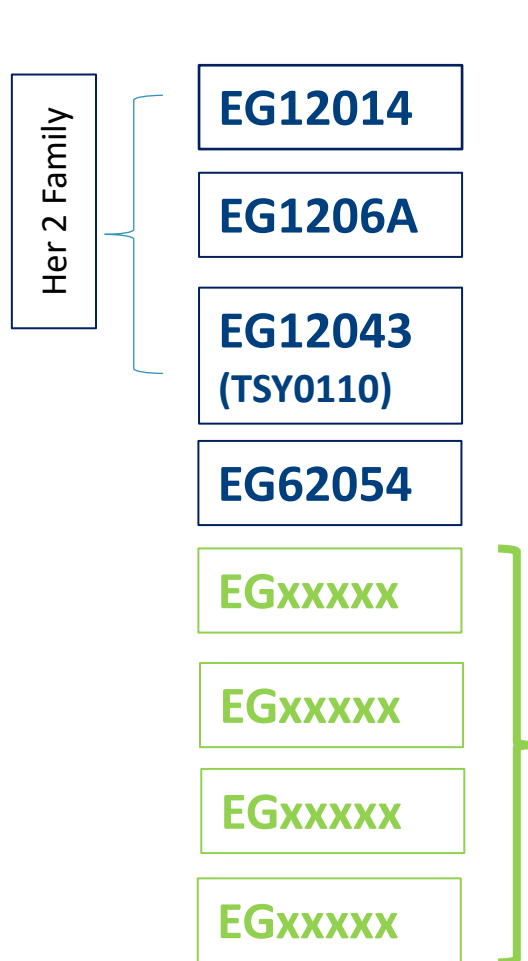 Her 2 Family
EG12014
EG1206A
EG12043
(TSY0110)
EG62054
EGxxxxx
EGxxxxx
EGxxxxx
EGxxxxx